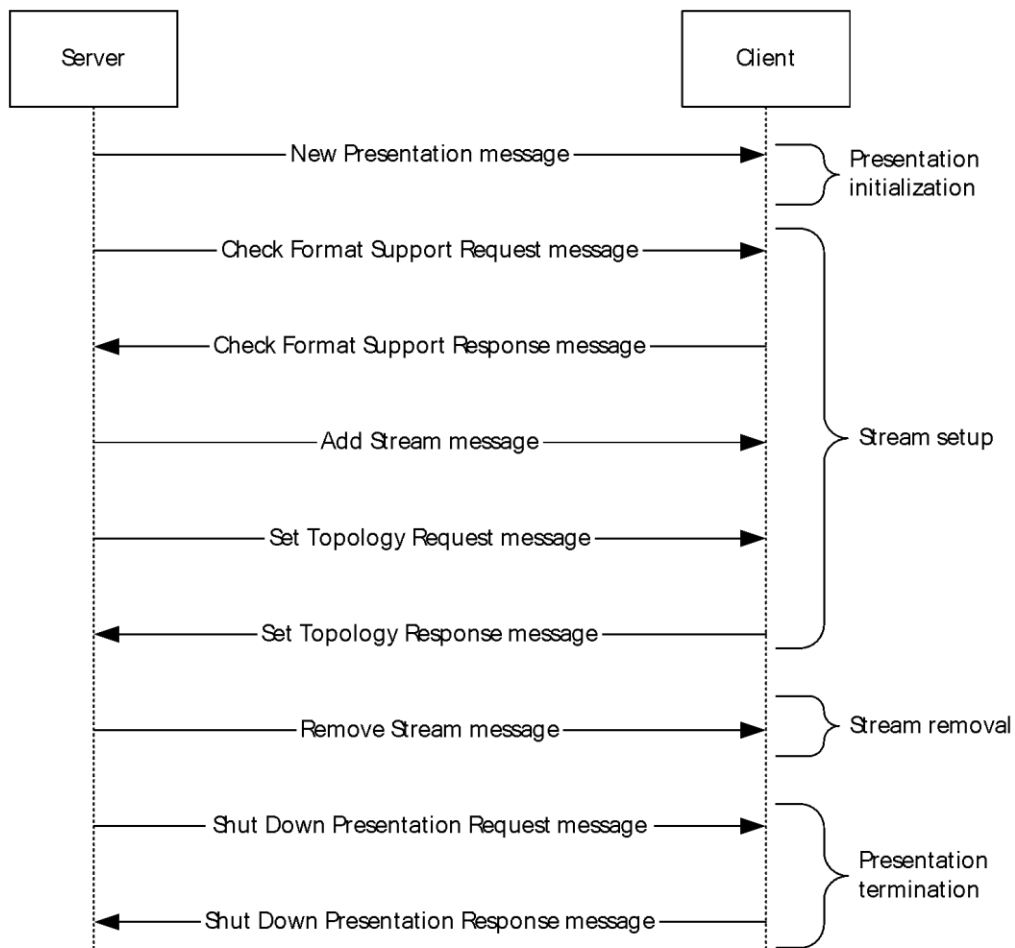 Server
Client
New Presentation message
Presentation
initialization
Check Format Support Request message
Check Format Support Response message
Add Stream message
Stream setup
Set Topology Request message
Set Topology Response message
Remove Stream message
Stream removal
Shut Down Presentation Request message
Presentation
termination
Shut Down Presentation Response message